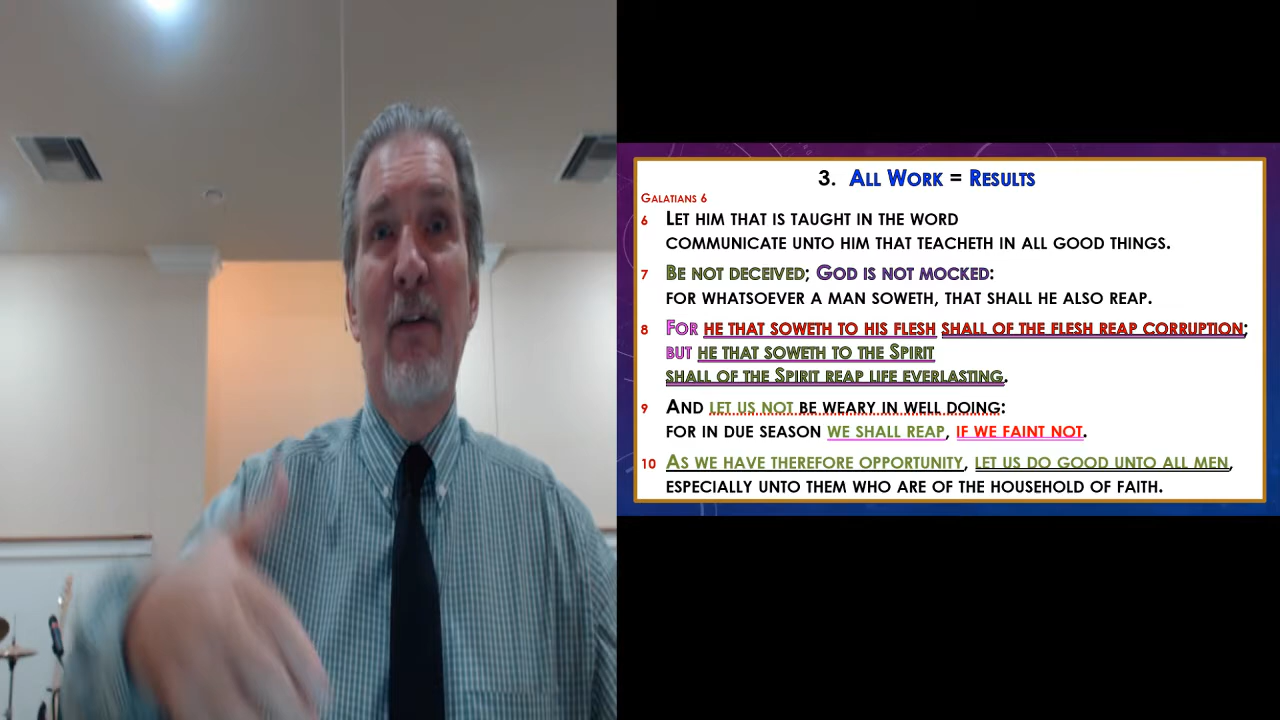 3. All Work = Results
Galatians 6
6 Let him that is taught in the word
communicate unto him that teacheth in all good things.
7 Be not deceived; God is not mocked:
for whatsoever a man soweth, that shall he also reap.
8 For he that soweth to his flesh shall of the flesh reap corruption;
but he that soweth to the Spirit
shall of the Spirit reap life everlasting.
9 And let us not be weary in well doing:
for in due season we shall reap, if we faint not.
10 As we have therefore opportunity, let us do good unto all men,
especially unto them who are of the household of faith.